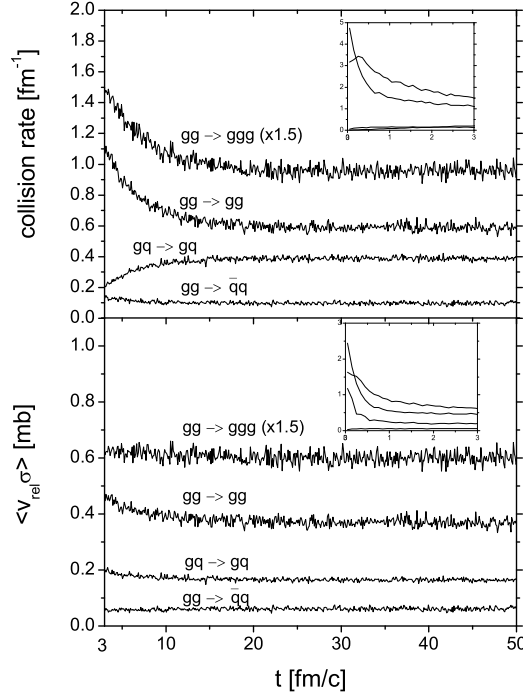 2.0
1.8
1.6
1.4
1.2
1.0
0.8
0.6
0.4
0.2
0.0
collision rate [fm⁻¹]
gg → ggg (x1.5)
gg → gg
gq → gq
gg → q̄q
5
4
3
2
1
0
0 1 2 3
1.0
0.8
0.6
0.4
0.2
0.0
<v_rel σ> [mb]
gg → ggg (x1.5)
gg → gg
gq → gq
gg → q̄q
3
2
1
0
0 1 2 3
3 10 20 30 40 50
t [fm/c]